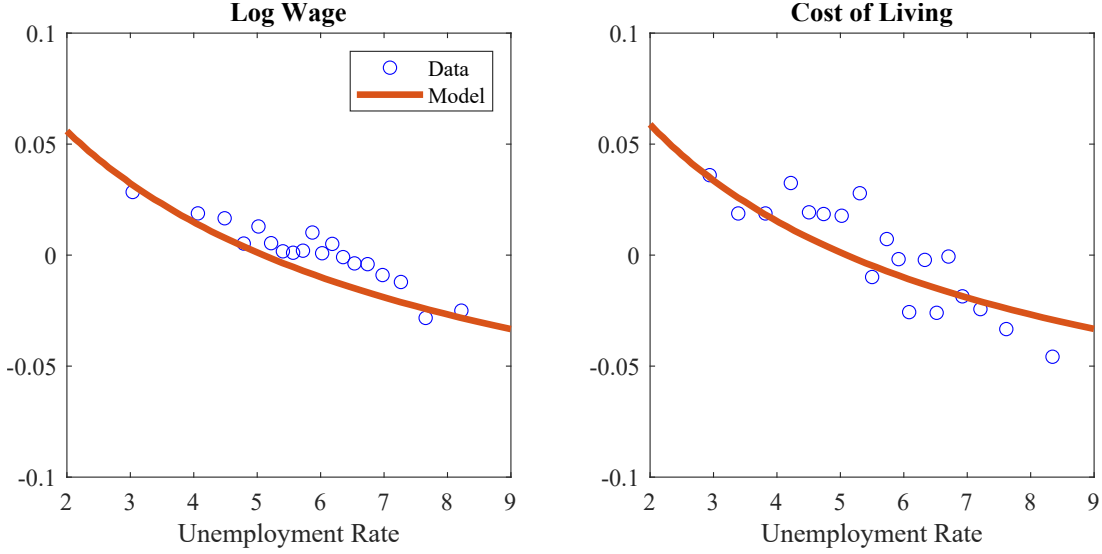 Log Wage
0.1
0.05
0
-0.05
-0.1
2 3 4 5 6 7 8 9
Unemployment Rate
Data
Model
Cost of Living
0.1
0.05
0
-0.05
-0.1
2 3 4 5 6 7 8 9
Unemployment Rate